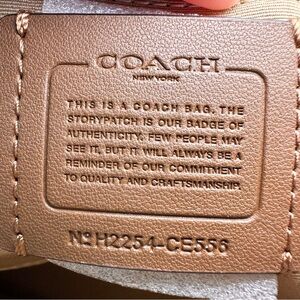 COACH
NEW YORK
THIS IS A COACH BAG. THE
STORYPATCH IS OUR BADGE OF
AUTHENTICITY. FEW PEOPLE MAY
SEE IT, BUT IT WILL ALWAYS BE A
REMINDER OF OUR COMMITMENT
TO QUALITY AND CRAFTSMANSHIP.
Nº H2254-CE556